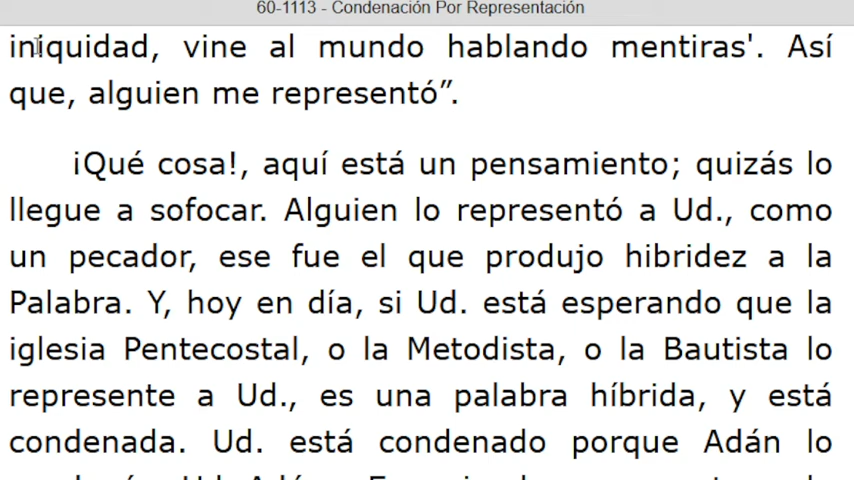 60-1113 - Condenación Por Representación
iniquidad, vine al mundo hablando mentiras'. Así
que, alguien me representó”.
¡Qué cosa!, aquí está un pensamiento; quizás lo
llegue a sofocar. Alguien lo representó a Ud., como
un pecador, ese fue el que produjo hibridez a la
Palabra. Y, hoy en día, si Ud. está esperando que la
iglesia Pentecostal, o la Metodista, o la Bautista lo
represente a Ud., es una palabra híbrida, y está
condenada. Ud. está condenado porque Adán lo